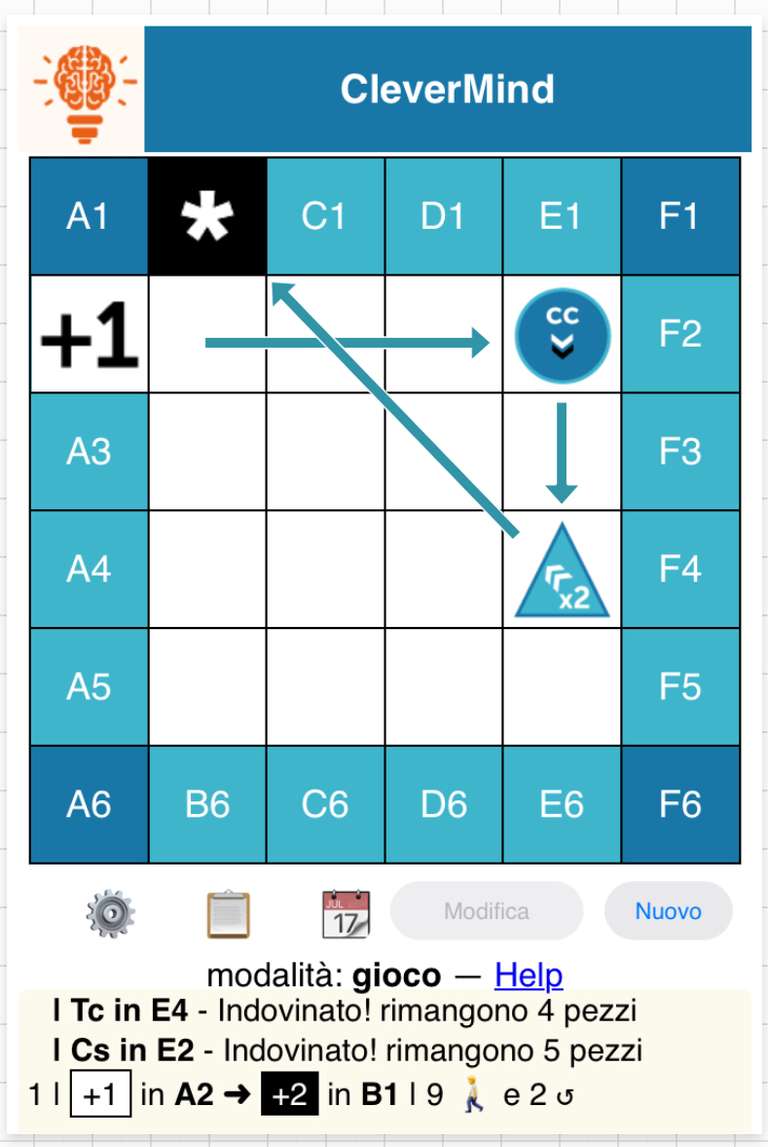 CleverMind
A1 * C1 D1 E1 F1
+1 CC F2
A3 F3
A4 x2 F4
A5 F5
A6 B6 C6 D6 E6 F6
JUL 17 Modifica Nuovo
modalità: gioco — Help
| Tc in E4 - Indovinato! rimangono 4 pezzi
| Cs in E2 - Indovinato! rimangono 5 pezzi
1 | +1 in A2 ➜ +2 in B1 | 9 🚶 e 2 ↺